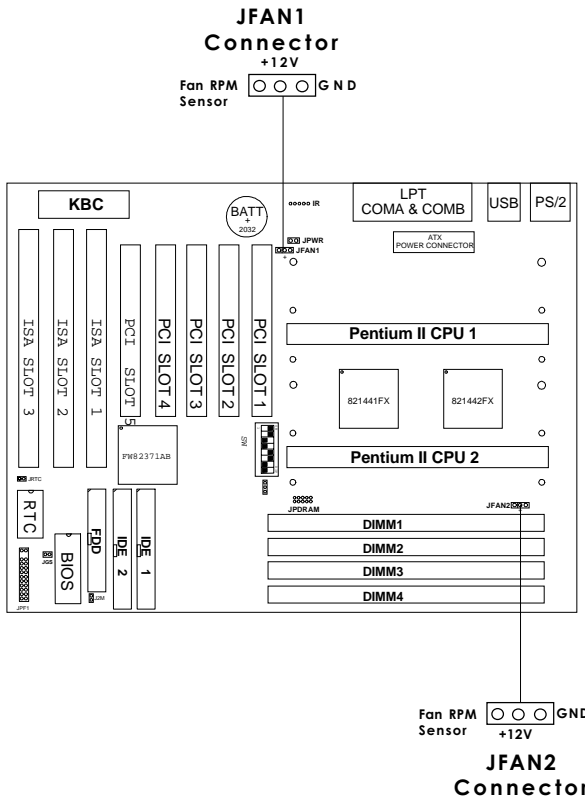 JFAN1
Connector
+12V
Fan RPM
Sensor
GND
KBC
BATT
+
2032
IR
LPT
COMA & COMB
USB
PS/2
ATX
POWER CONNECTOR
JPWR
JFAN1
+
ISA SLOT 3
ISA SLOT 2
ISA SLOT 1
PCI SLOT 5
PCI SLOT 4
PCI SLOT 3
PCI SLOT 2
PCI SLOT 1
Pentium II CPU 1
821441FX
821442FX
FW82371AB
SW
Pentium II CPU 2
JRTC
RTC
JPDRAM
JFAN2
FDD
IDE 2
IDE 1
BIOS
JGS
JPF1
J2M
DIMM1
DIMM2
DIMM3
DIMM4
Fan RPM
Sensor
GND
+12V
JFAN2
Connector